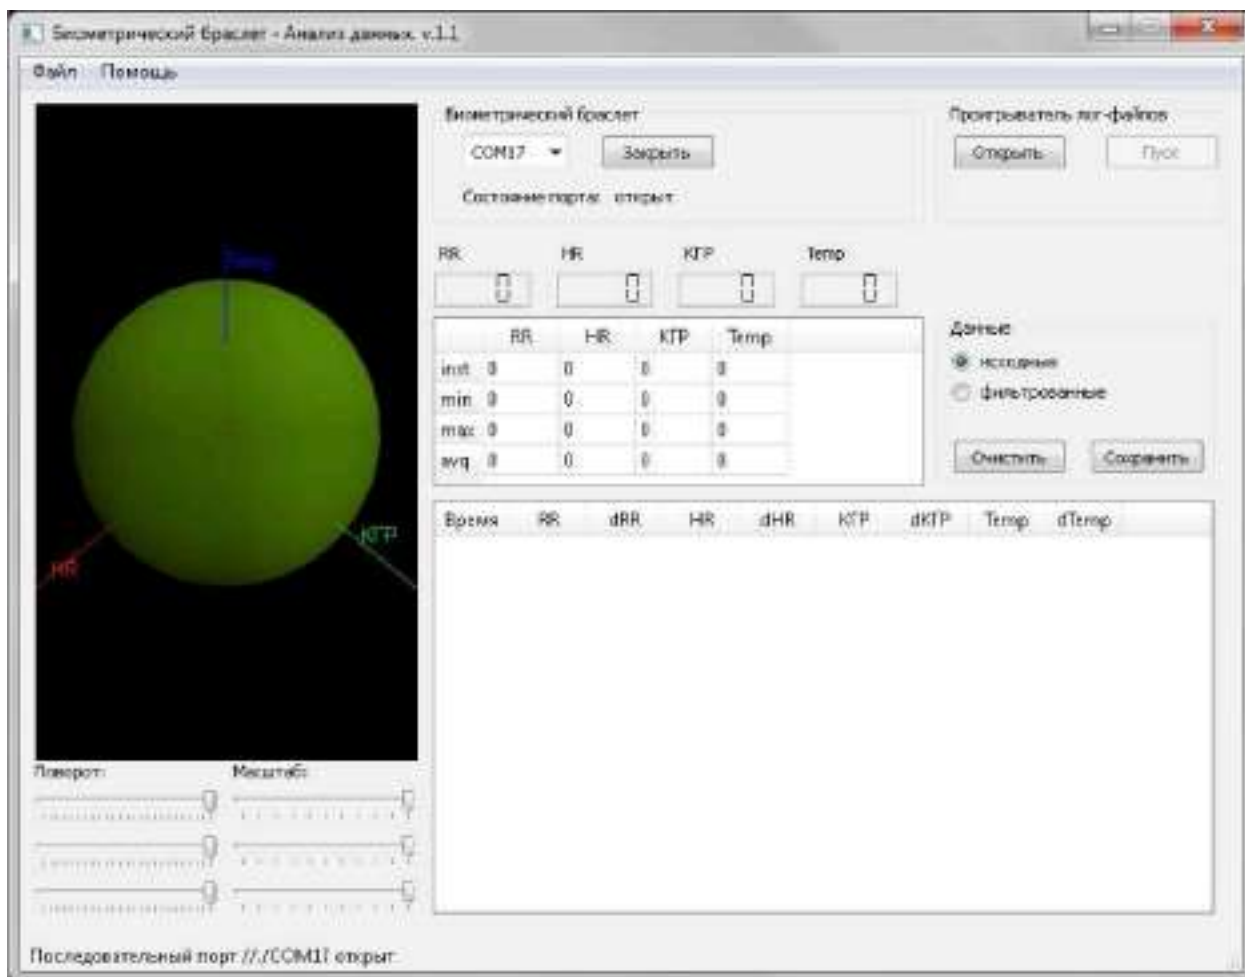 Биометрический браслет - Анализ данных. v.1.1
Файл Помощь
Temp
HR
КГР
Биометрический браслет
COM17 Закрыть
Состояние порта: открыт
Проигрыватель лог-файлов
Открыть Пуск
RR HR КГР Temp
0 0 0 0
RR HR КГР Temp
inst 0 0 0 0
min 0 0 0 0
max 0 0 0 0
avg 0 0 0 0
Данные
исходные
фильтрованные
Очистить Сохранить
Время RR dRR HR dHR КГР dКГР Temp dTemp
Поворот: Масштаб:
Последовательный порт //./COM17 открыт